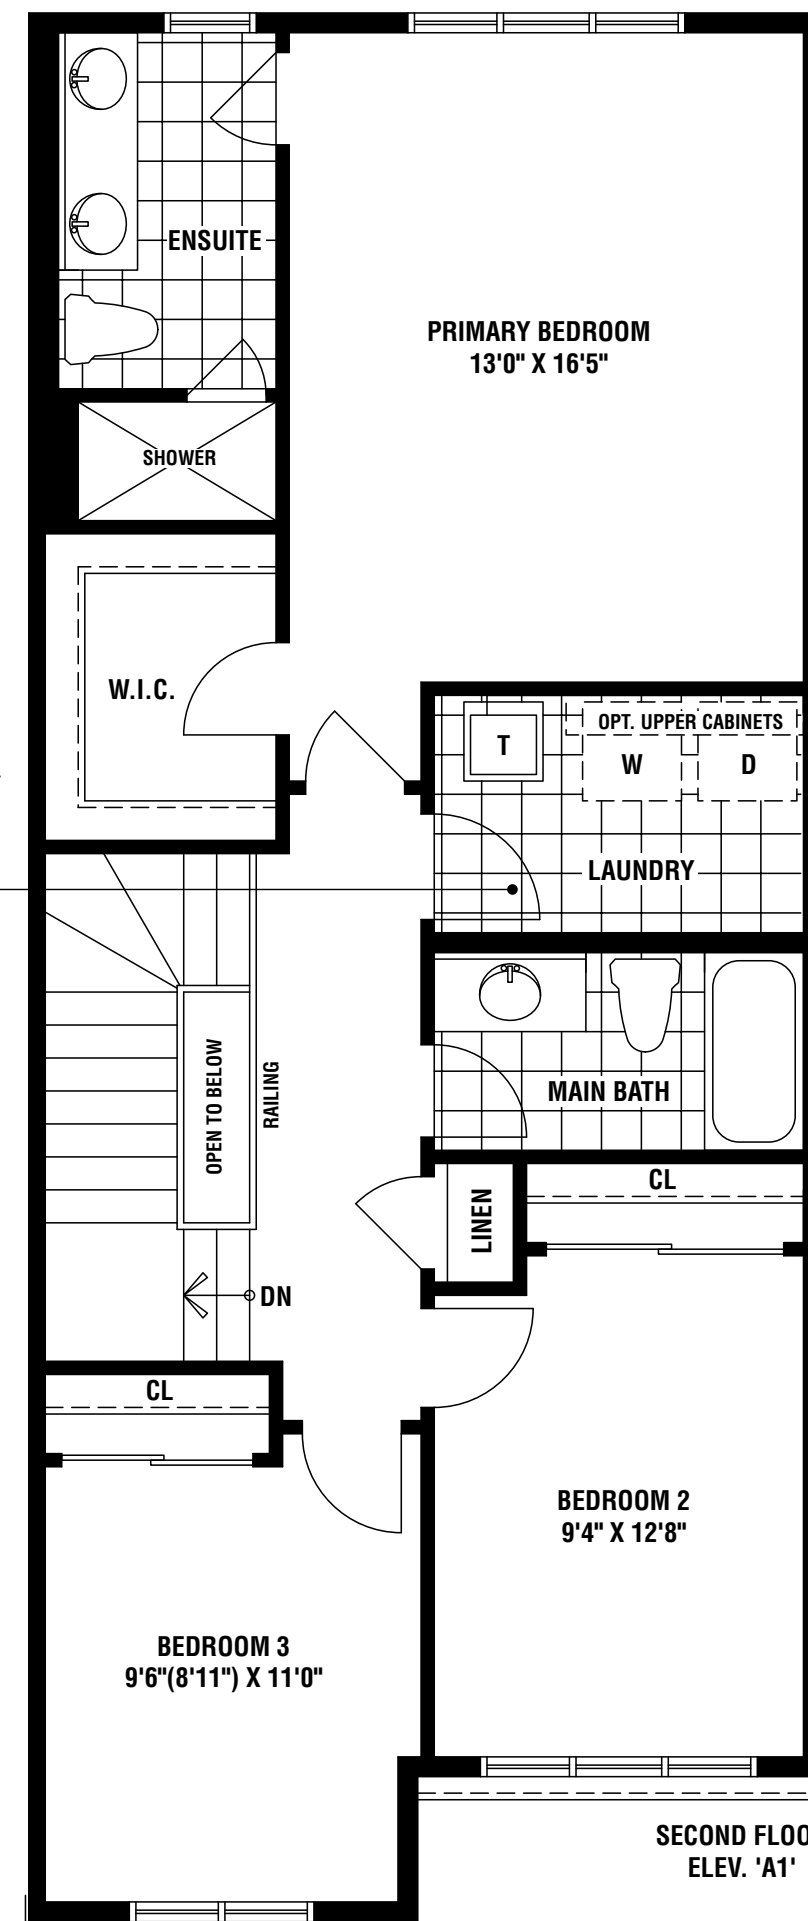 ENSUITE
PRIMARY BEDROOM
13'0" X 16'5"
SHOWER
W.I.C.
OPT. UPPER CABINETS
T
W
D
LAUNDRY
OPEN TO BELOW
RAILING
MAIN BATH
CL
LINEN
DN
CL
BEDROOM 2
9'4" X 12'8"
BEDROOM 3
9'6"(8'11") X 11'0"
SECOND FLOO
ELEV. 'A1'